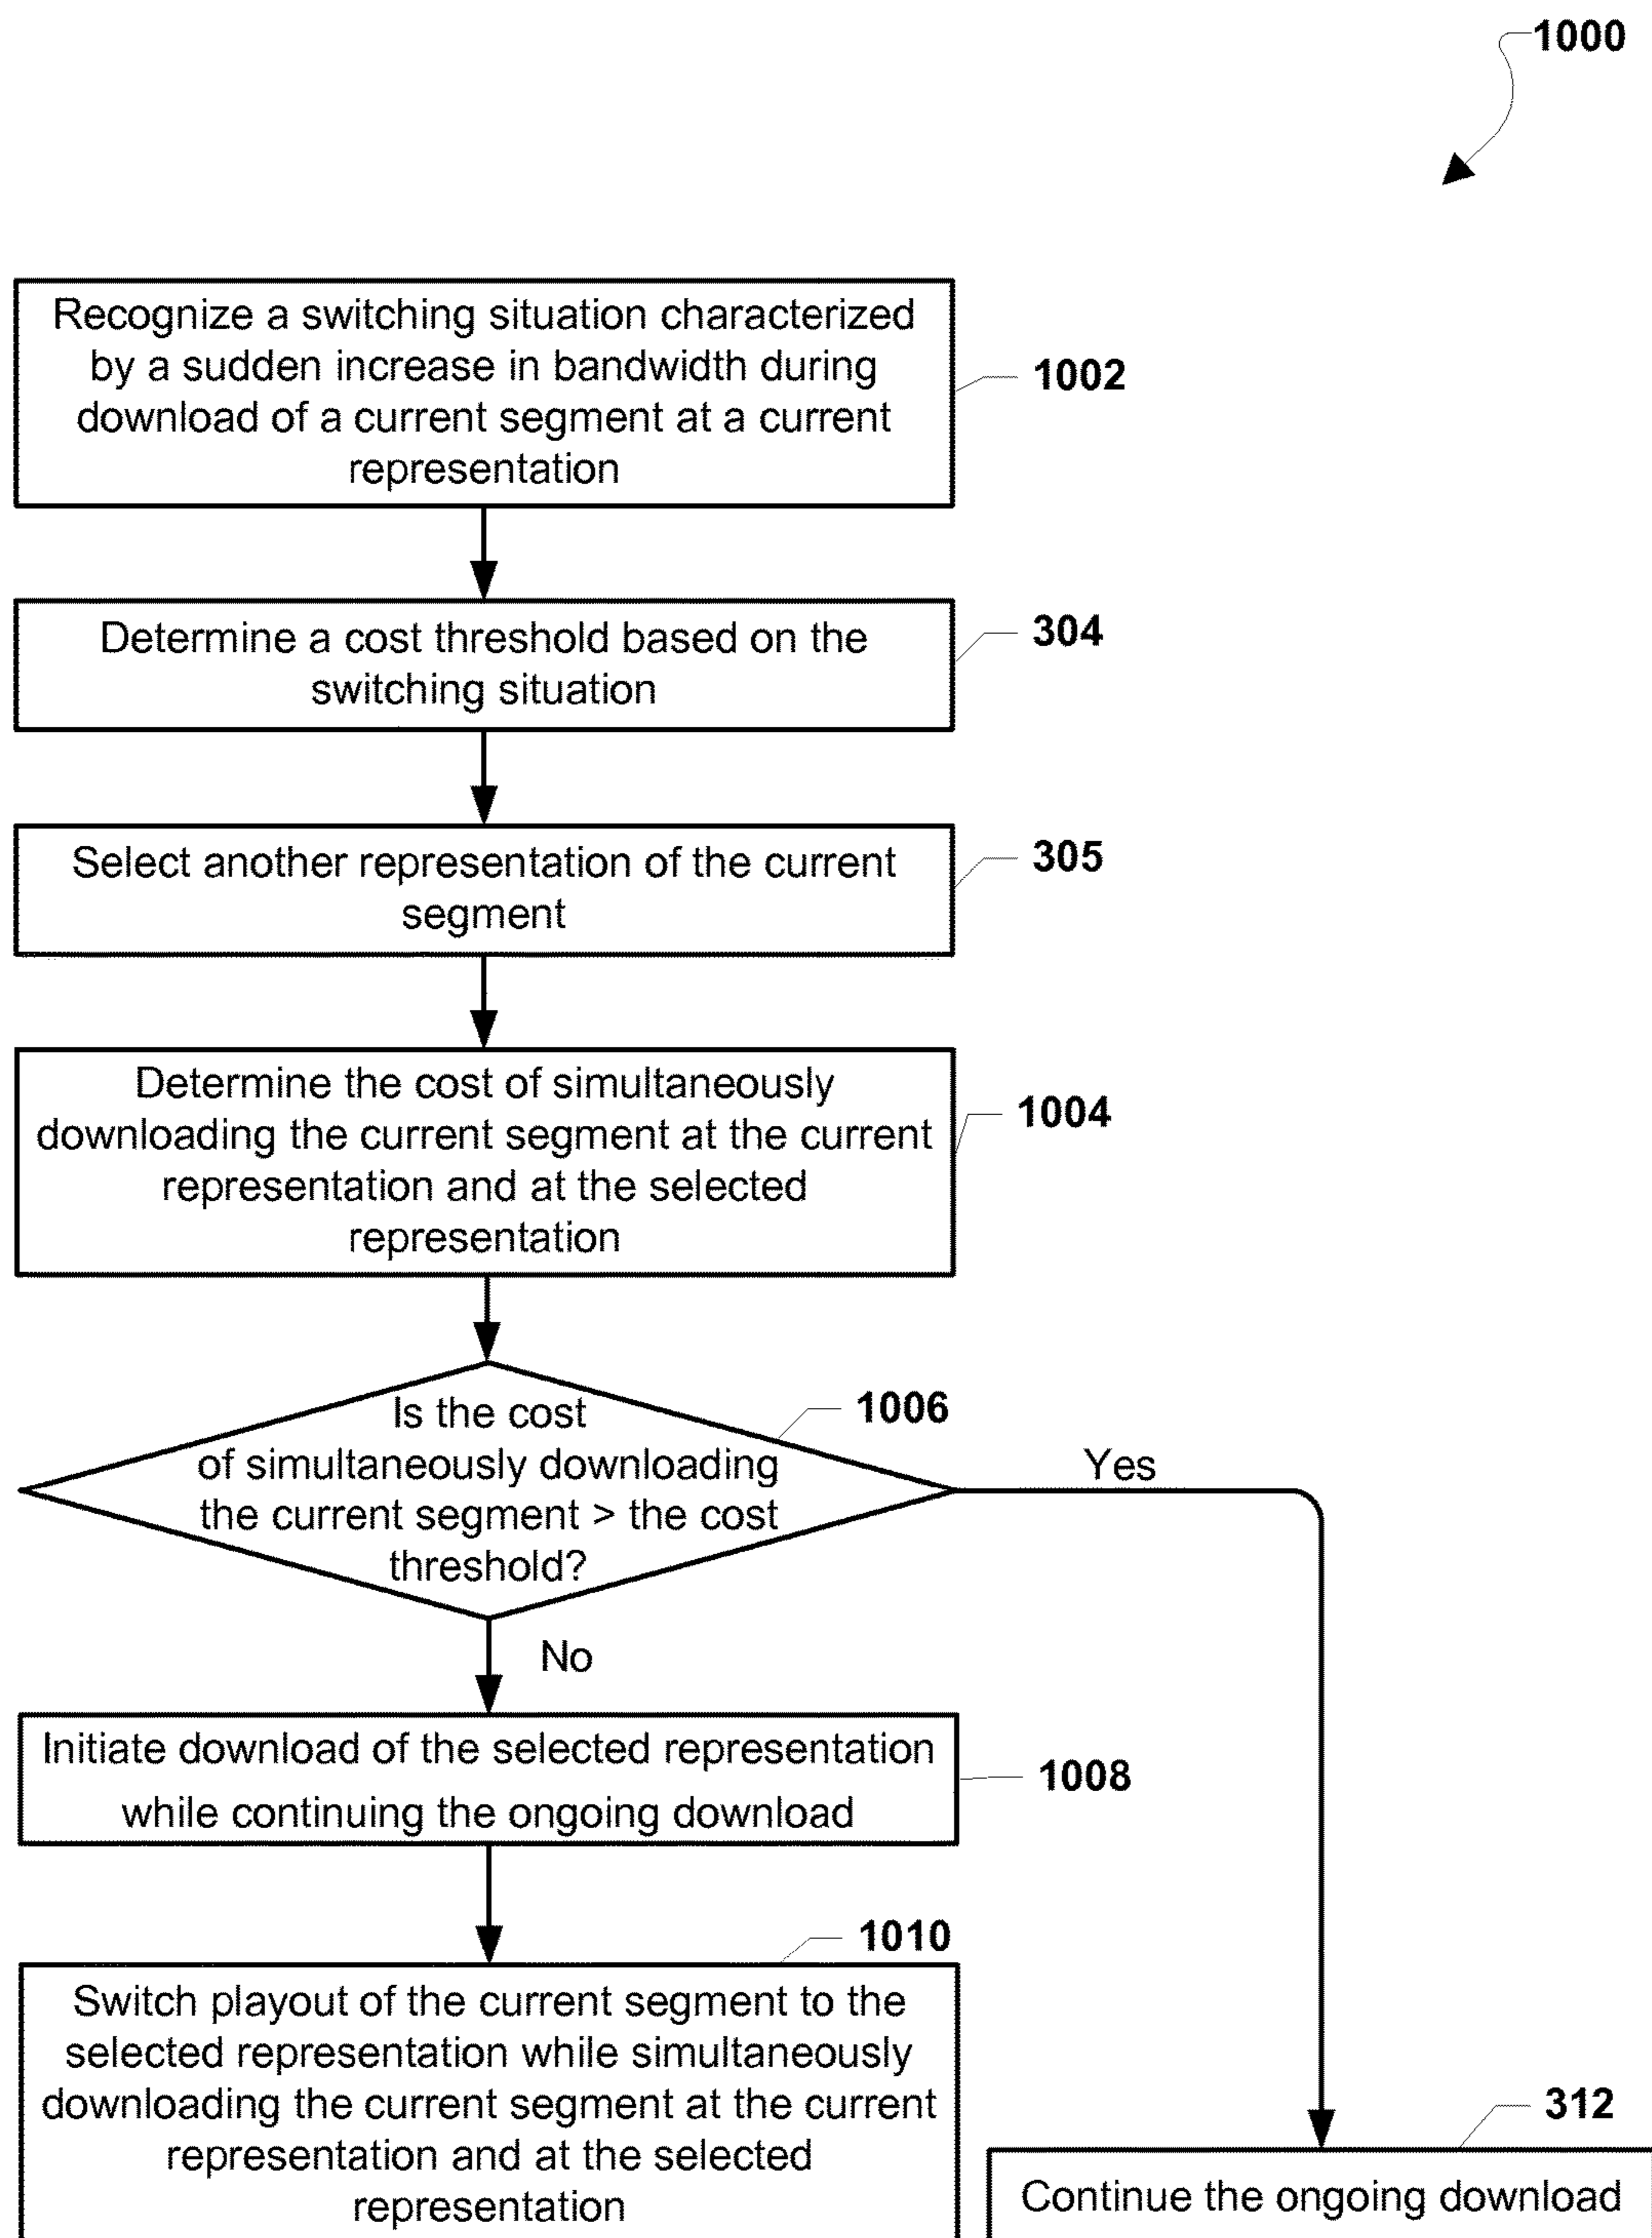 1000
Recognize a switching situation characterized
by a sudden increase in bandwidth during
download of a current segment at a current
representation
1002
Determine a cost threshold based on the
switching situation
304
Select another representation of the current
segment
305
Determine the cost of simultaneously
downloading the current segment at the current
representation and at the selected
representation
1004
Is the cost
of simultaneously downloading
the current segment > the cost
threshold?
1006
Yes
No
Initiate download of the selected representation
while continuing the ongoing download
1008
1010
Switch playout of the current segment to the
selected representation while simultaneously
downloading the current segment at the current
representation and at the selected
representation
312
Continue the ongoing download